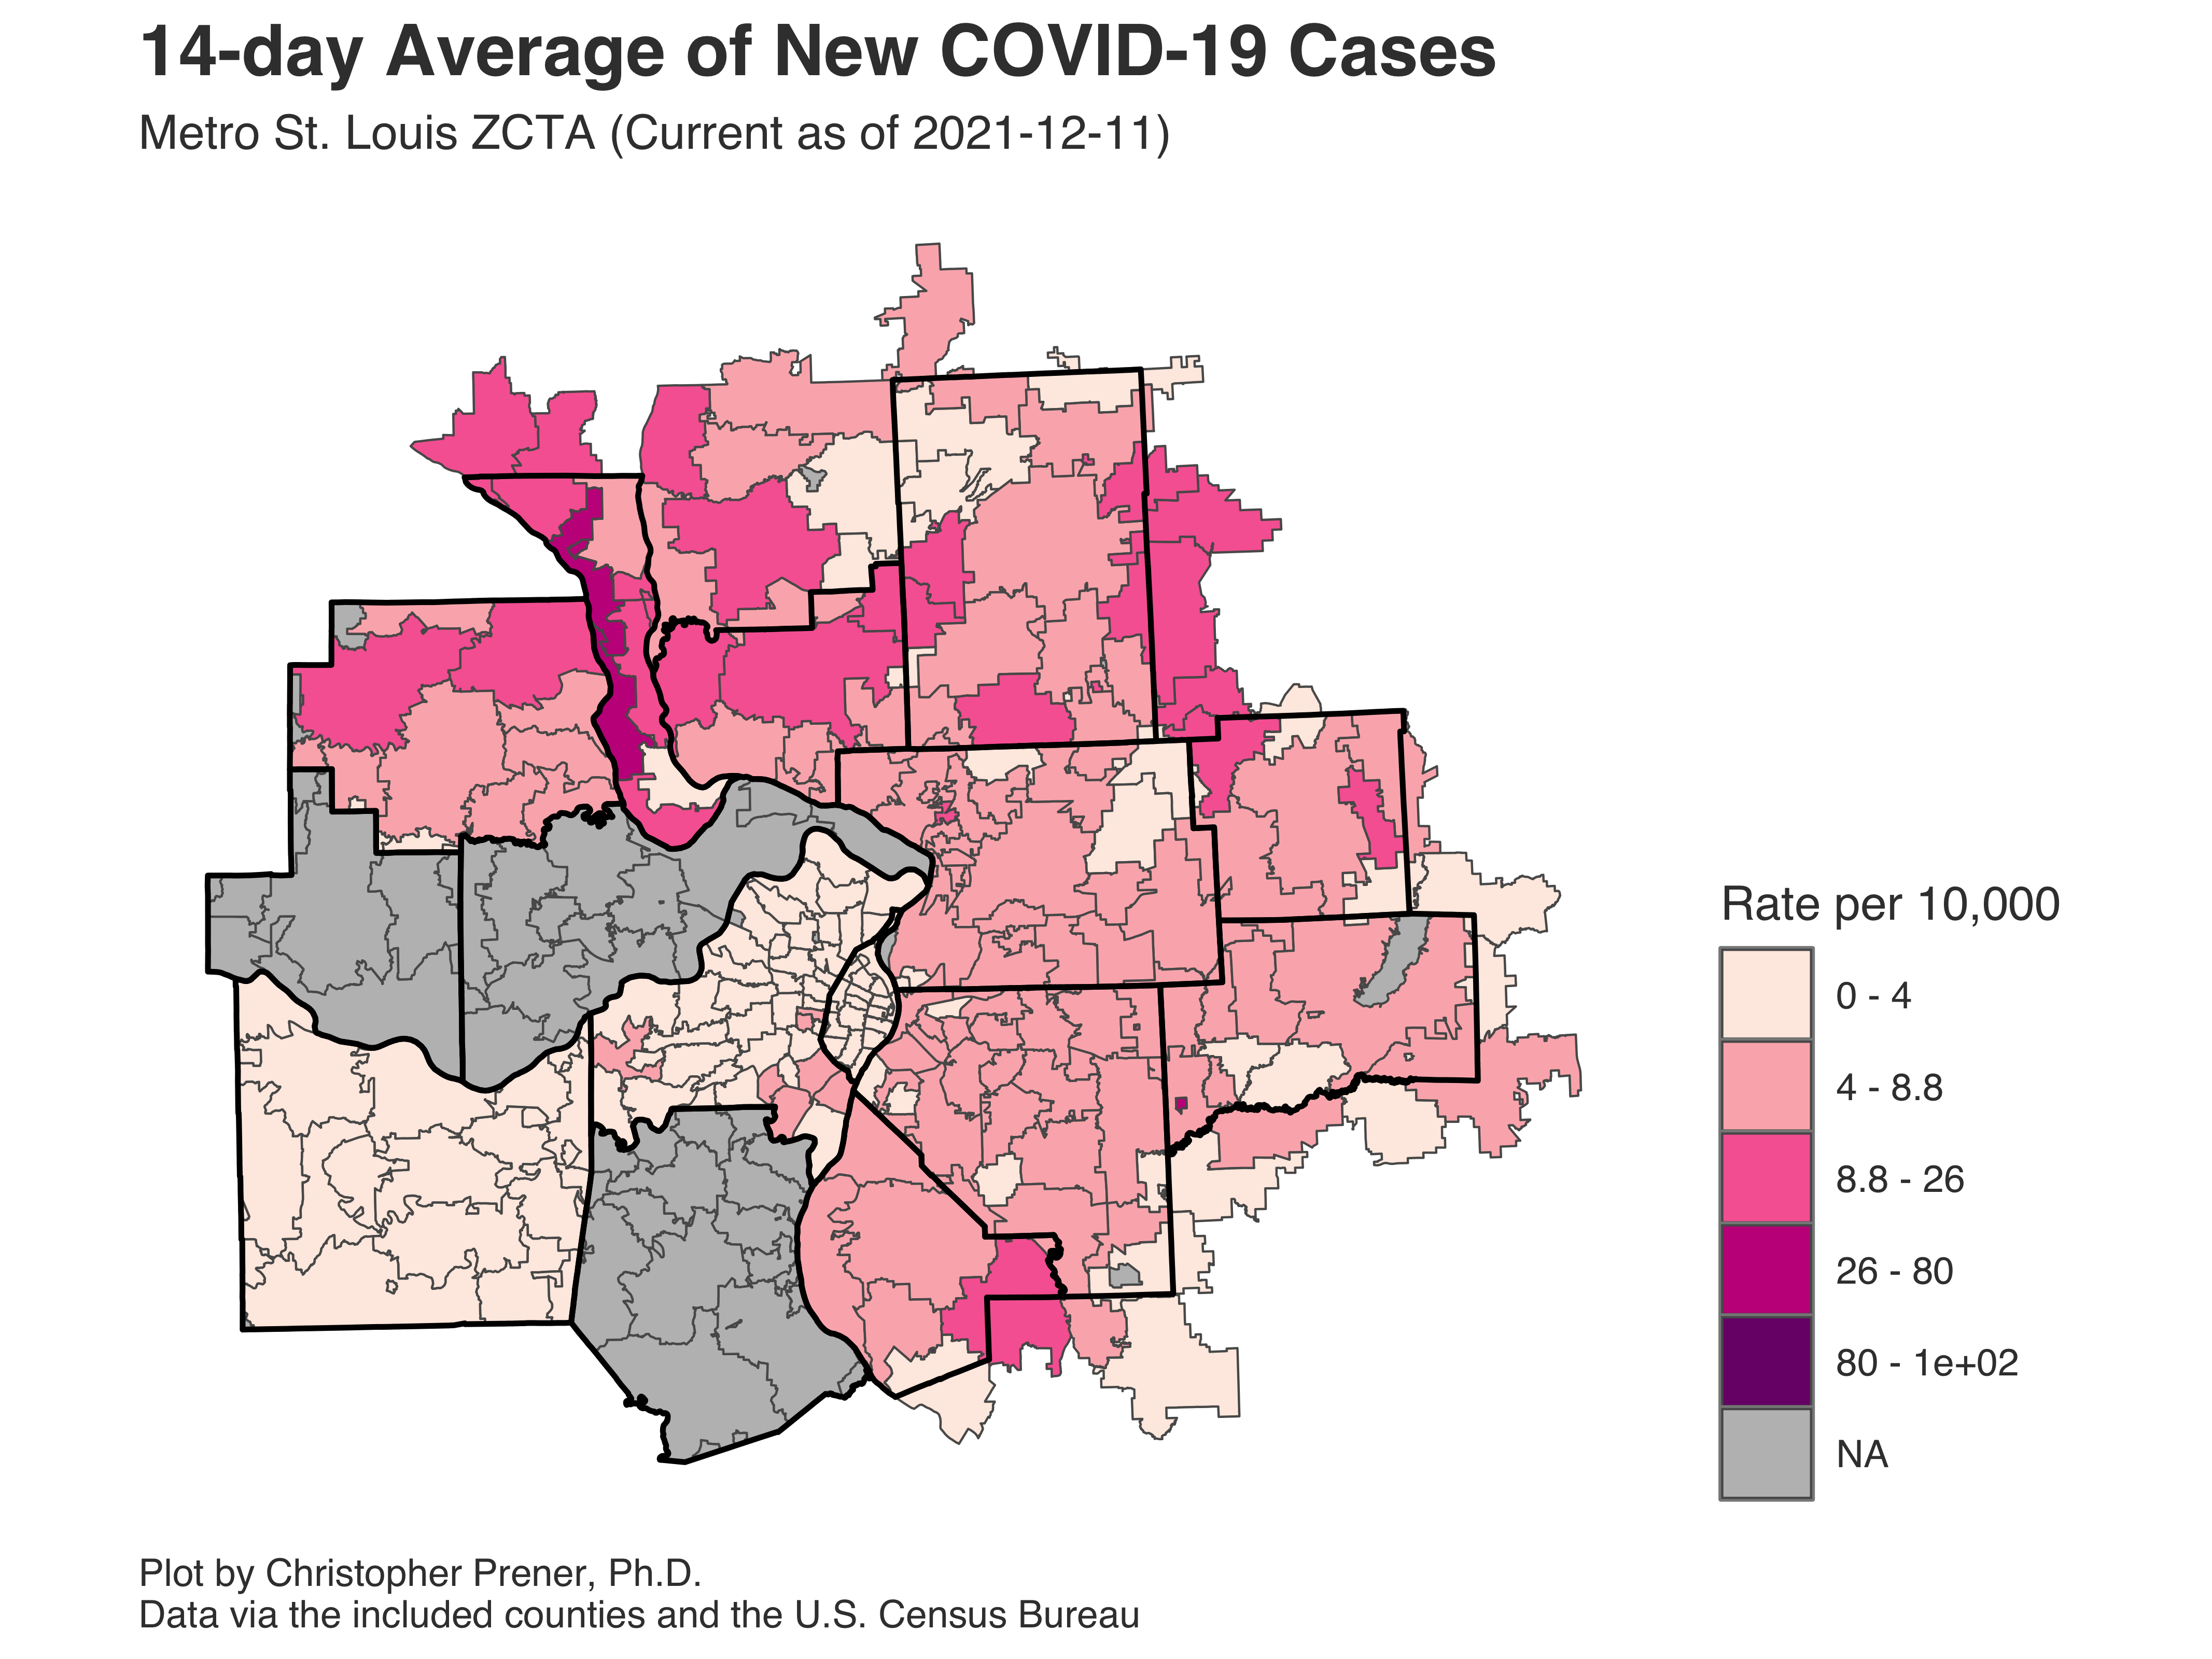 14-day Average of New COVID-19 Cases
Metro St. Louis ZCTA (Current as of 2021-12-11)
Rate per 10,000
0 - 4
4 - 8.8
8.8 - 26
26 - 80
80 - 1e+02
NA
Plot by Christopher Prener, Ph.D.
Data via the included counties and the U.S. Census Bureau